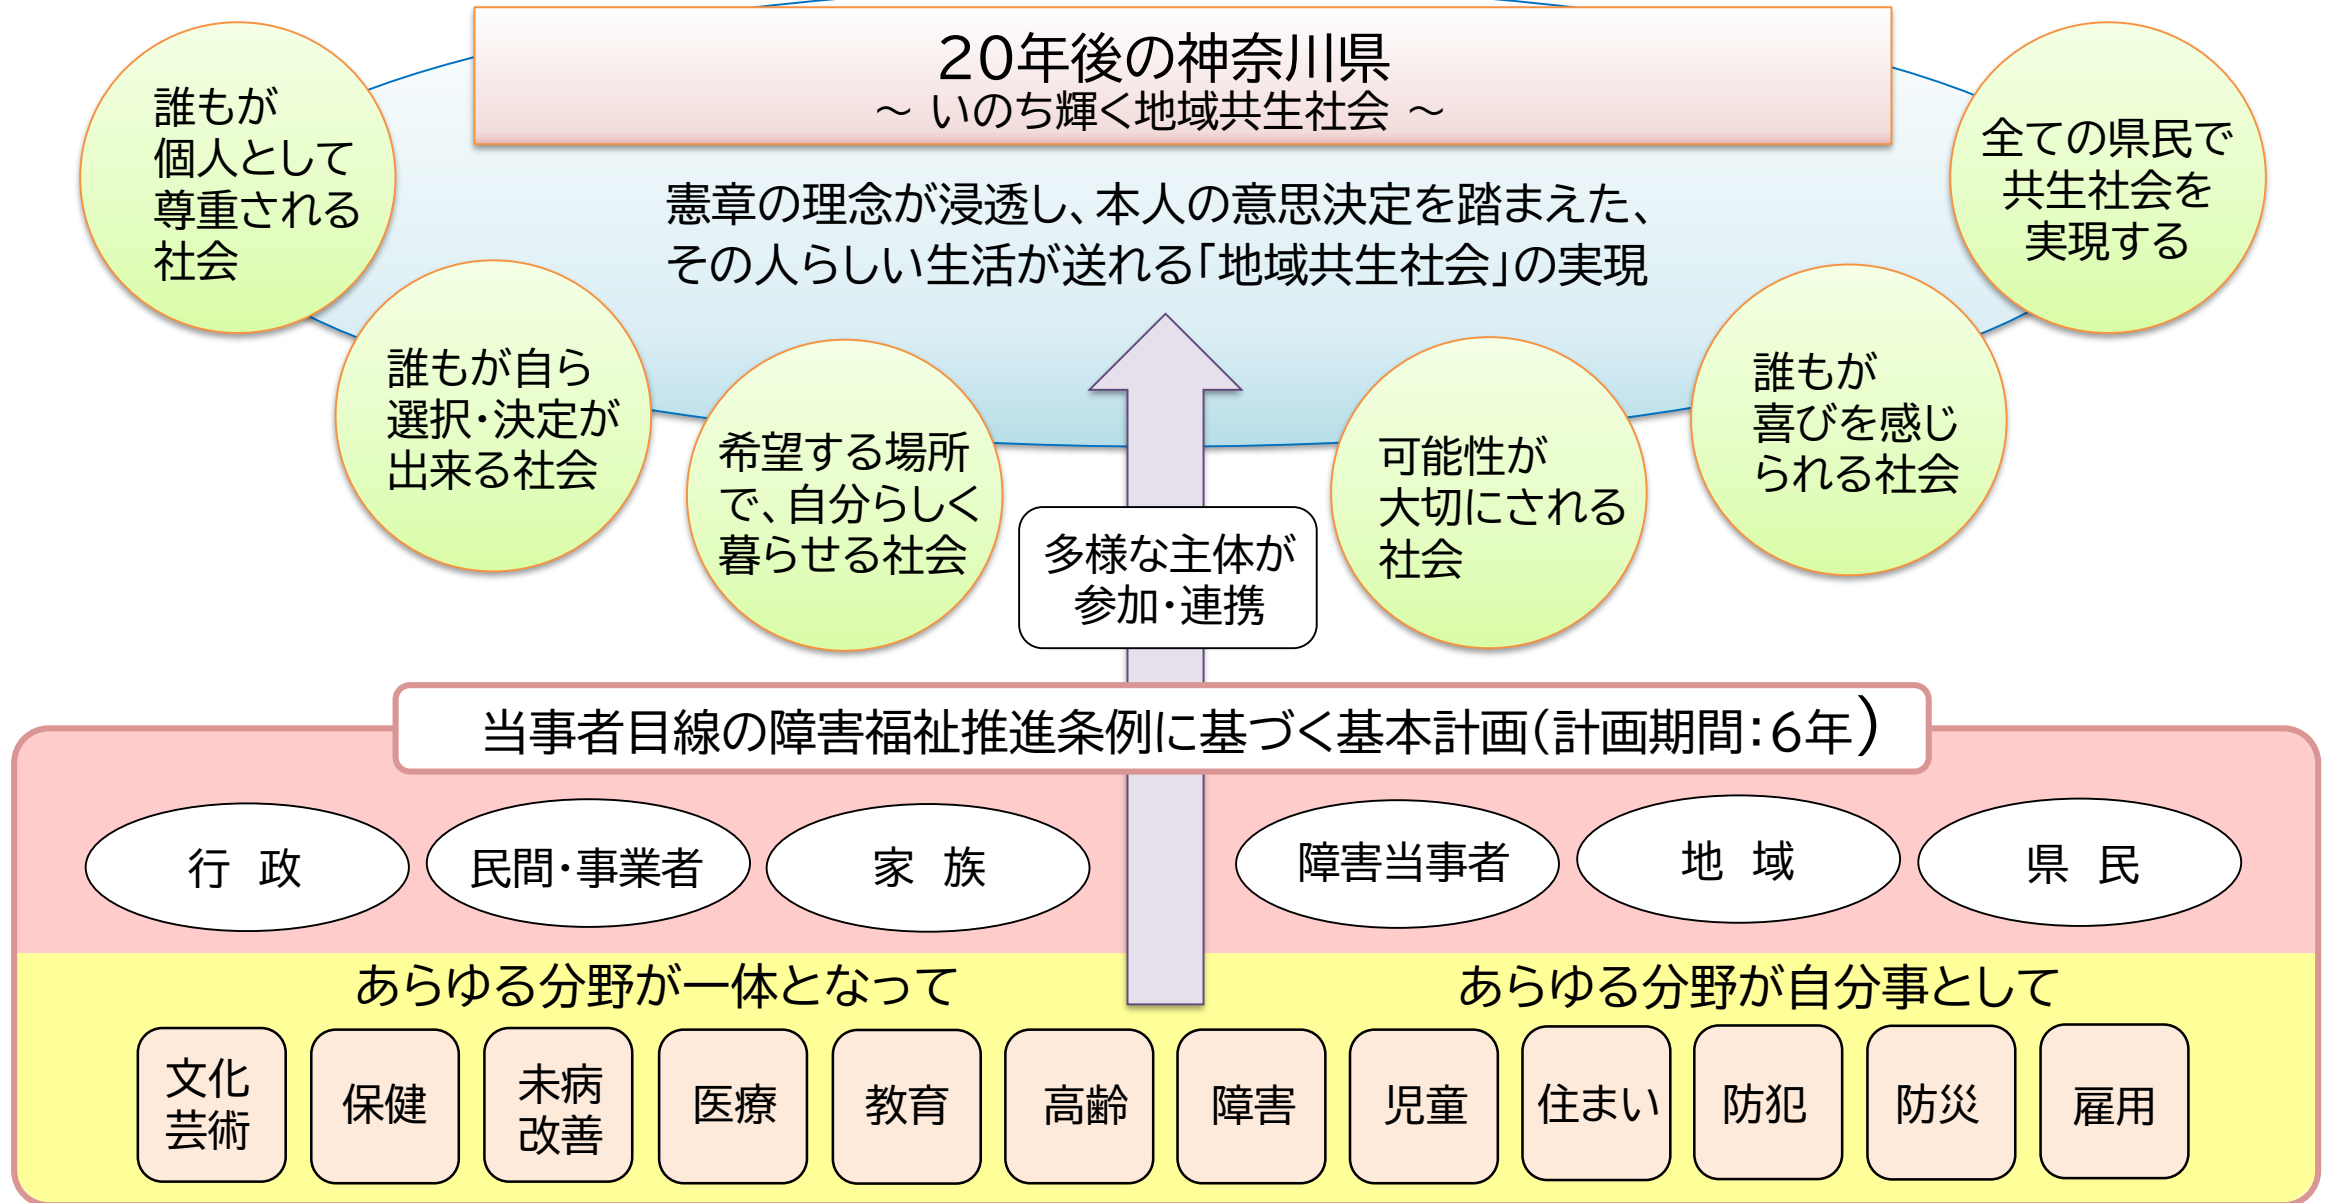 20年後の神奈川県
～ いのち輝く地域共生社会 ～
憲章の理念が浸透し、本人の意思決定を踏まえた、
その人らしい生活が送れる「地域共生社会」の実現
誰もが
個人として
尊重される
社会
誰もが自ら
選択・決定が
出来る社会
希望する場所
で、自分らしく
暮らせる社会
可能性が
大切にされる
社会
誰もが
喜びを感じ
られる社会
全ての県民で
共生社会を
実現する
多様な主体が
参加・連携
当事者目線の障害福祉推進条例に基づく基本計画(計画期間：6年)
行　政
民間・事業者
家　族
障害当事者
地　域
県　民
あらゆる分野が一体となって
あらゆる分野が自分事として
文化
芸術
保健
未病
改善
医療
教育
高齢
障害
児童
住まい
防犯
防災
雇用